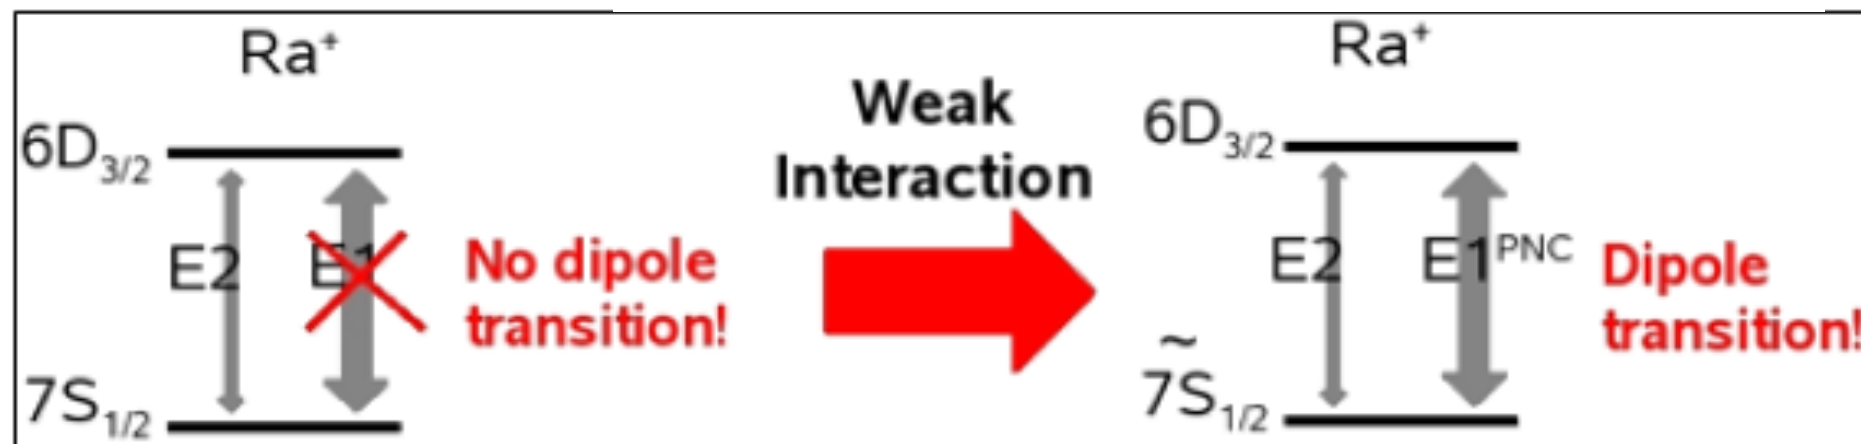 Ra⁺
6D₃/₂
E2
E1
No dipole
transition!
7S₁/₂
Weak
Interaction
Ra⁺
6D₃/₂
E2
E1ᴾᴺᶜ
Dipole
transition!
~
7S₁/₂